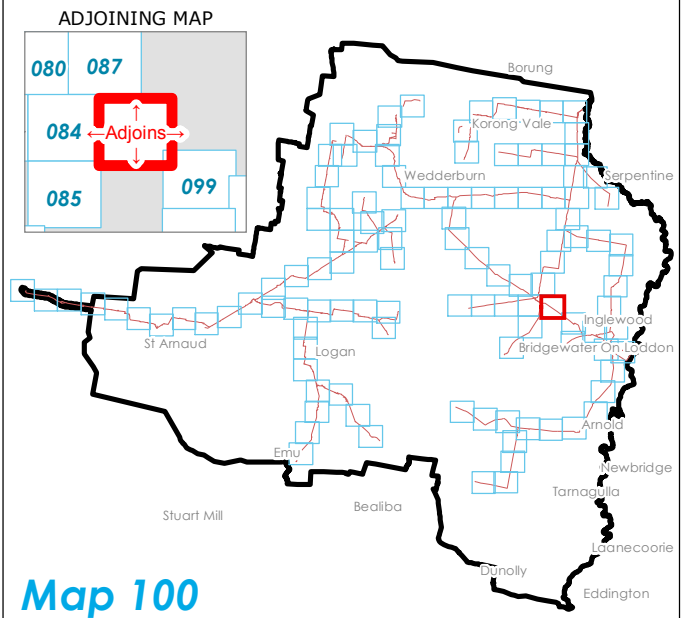 ADJOINING MAP
080 087
084 ←Adjoins→
085 099
Borung
Korong Vale
Wedderburn
Serpentine
Inglewood
St Arnaud
Logan
Bridgewater On Loddon
Arnold
Emu
Newbridge
Tarnagulla
Bealiba
Stuart Mill
Laanecoorie
Dunolly
Eddington
Map 100